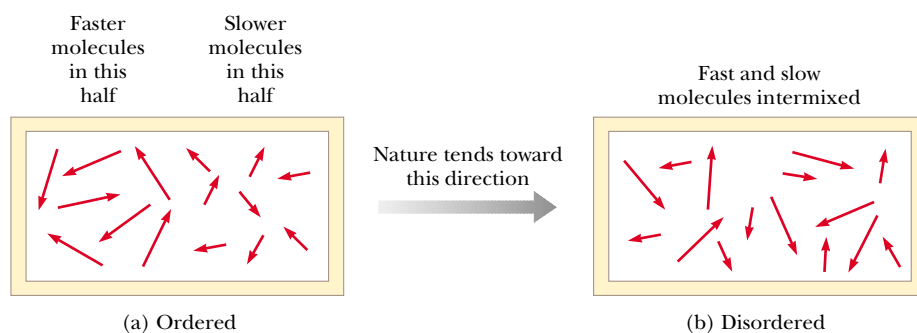 Faster
molecules
in this
half
Slower
molecules
in this
half
Nature tends toward
this direction
Fast and slow
molecules intermixed
(a) Ordered
(b) Disordered